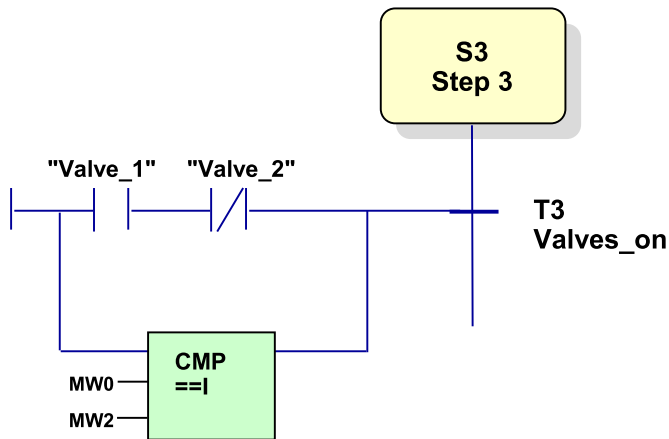 S3
Step 3
"Valve_1" "Valve_2"
T3
Valves_on
CMP
==I
MW0
MW2